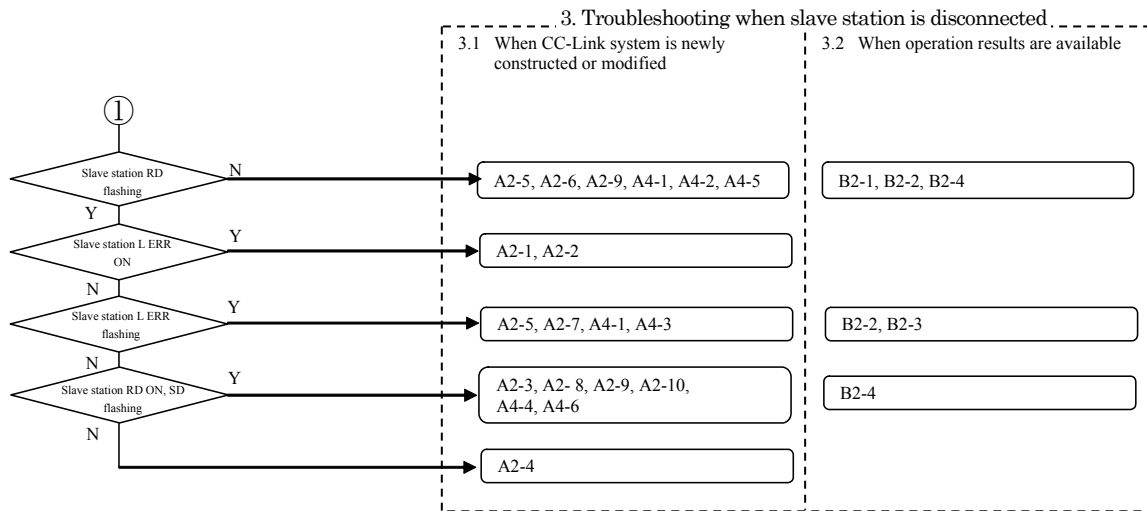 3. Troubleshooting when slave station is disconnected
3.1 When CC-Link system is newly
constructed or modified
3.2 When operation results are available
1
Slave station RD
flashing
N
A2-5, A2-6, A2-9, A4-1, A4-2, A4-5
B2-1, B2-2, B2-4
Y
Slave station L ERR
ON
Y
A2-1, A2-2
N
Slave station L ERR
flashing
Y
A2-5, A2-7, A4-1, A4-3
B2-2, B2-3
N
Slave station RD ON, SD
flashing
Y
A2-3, A2- 8, A2-9, A2-10,
A4-4, A4-6
B2-4
N
A2-4